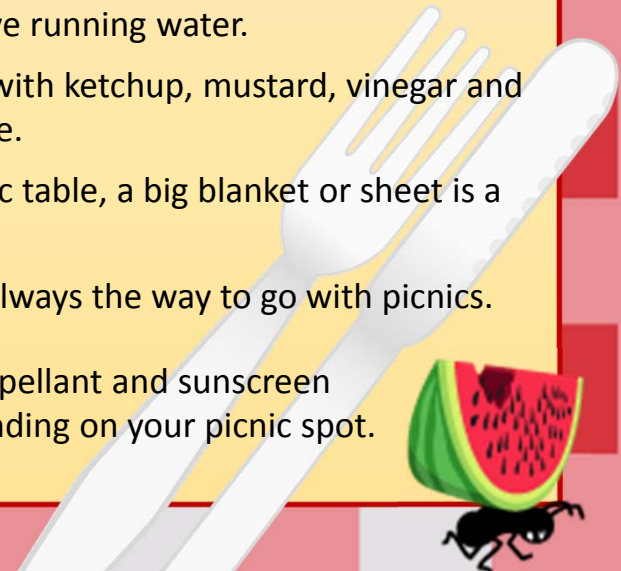 ve running water.
with ketchup, mustard, vinegar and
e.
c table, a big blanket or sheet is a
lways the way to go with picnics.
pellant and sunscreen
nding on your picnic spot.